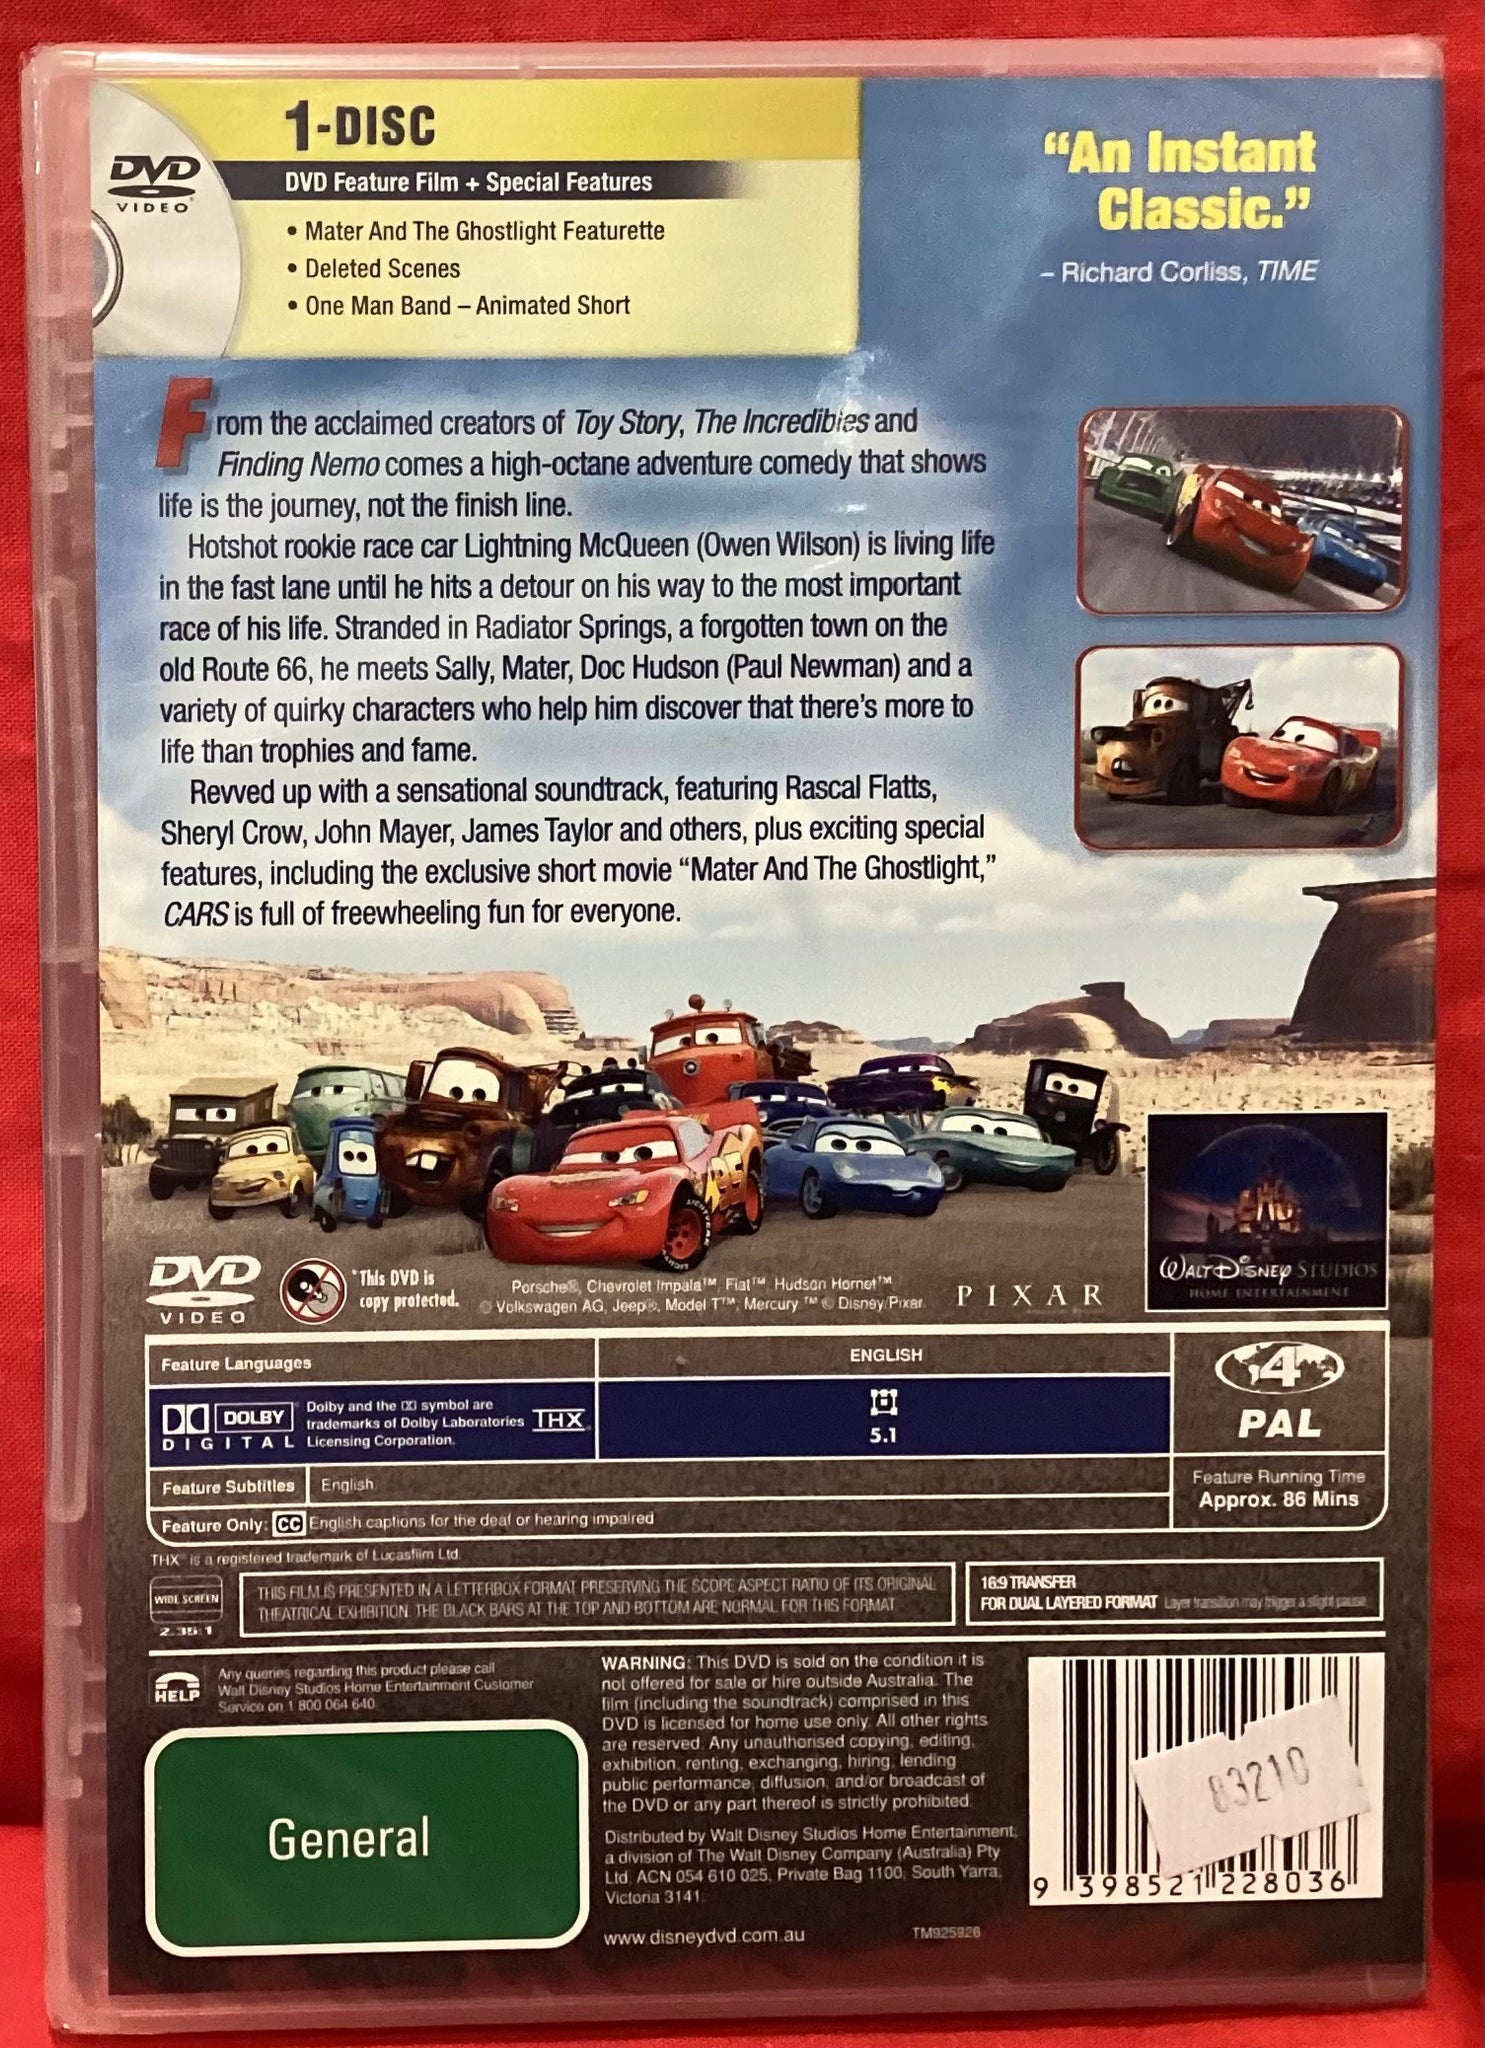 1-DISC
DVD
VIDEO
DVD Feature Film + Special Features
• Mater And The Ghostlight Featurette
• Deleted Scenes
• One Man Band – Animated Short
“An Instant
Classic.”
– Richard Corliss, TIME
From the acclaimed creators of Toy Story, The Incredibles and
Finding Nemo comes a high-octane adventure comedy that shows
life is the journey, not the finish line.
Hotshot rookie race car Lightning McQueen (Owen Wilson) is living life
in the fast lane until he hits a detour on his way to the most important
race of his life. Stranded in Radiator Springs, a forgotten town on the
old Route 66, he meets Sally, Mater, Doc Hudson (Paul Newman) and a
variety of quirky characters who help him discover that there’s more to
life than trophies and fame.
Revved up with a sensational soundtrack, featuring Rascal Flatts,
Sheryl Crow, John Mayer, James Taylor and others, plus exciting special
features, including the exclusive short movie “Mater And The Ghostlight,”
CARS is full of freewheeling fun for everyone.
DVD
VIDEO
*This DVD is
copy protected.
Porsche®, Chevrolet Impala™, Fiat™, Hudson Hornet™
© Volkswagen AG, Jeep®, Model T™, Mercury ™ © Disney/Pixar
PIXAR
WALT DISNEY STUDIOS
HOME ENTERTAINMENT
Feature Languages
ENGLISH
DOLBY
DIGITAL
Dolby and the symbol are
trademarks of Dolby Laboratories
Licensing Corporation.
THX
5.1
4
PAL
Feature Subtitles
English
Feature Running Time
Approx. 86 Mins
Feature Only: CC English captions for the deaf or hearing impaired
THX is a registered trademark of Lucasfilm Ltd.
WIDE SCREEN
2.35:1
THIS FILM IS PRESENTED IN A LETTERBOX FORMAT PRESERVING THE SCOPE ASPECT RATIO OF ITS ORIGINAL
THEATRICAL EXHIBITION. THE BLACK BARS AT THE TOP AND BOTTOM ARE NORMAL FOR THIS FORMAT.
16:9 TRANSFER
FOR DUAL LAYERED FORMAT Layer transition may trigger a slight pause.
HELP
Any queries regarding this product please call
Walt Disney Studios Home Entertainment Customer
Service on 1 800 064 640.
General
WARNING: This DVD is sold on the condition it is
not offered for sale or hire outside Australia. The
film (including the soundtrack) comprised in this
DVD is licensed for home use only. All other rights
are reserved. Any unauthorised copying, editing,
exhibition, renting, exchanging, hiring, lending
public performance, diffusion, and/or broadcast of
the DVD or any part thereof is strictly prohibited.
Distributed by Walt Disney Studios Home Entertainment,
a division of The Walt Disney Company (Australia) Pty
Ltd, ACN 054 610 025, Private Bag 1100, South Yarra,
Victoria 3141.
www.disneydvd.com.au
TM925926
83210
9 398521 228036